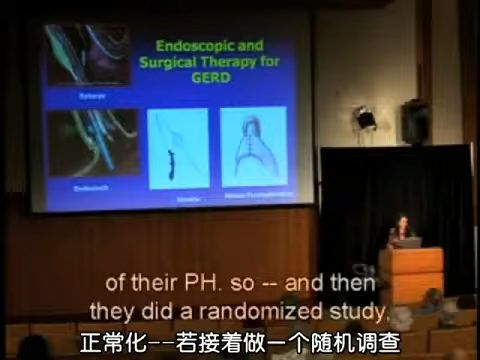 Endoscopic and
Surgical Therapy for
GERD
of their PH. so -- and then
they did a randomized study,
正常化--若接着做一个随机调查